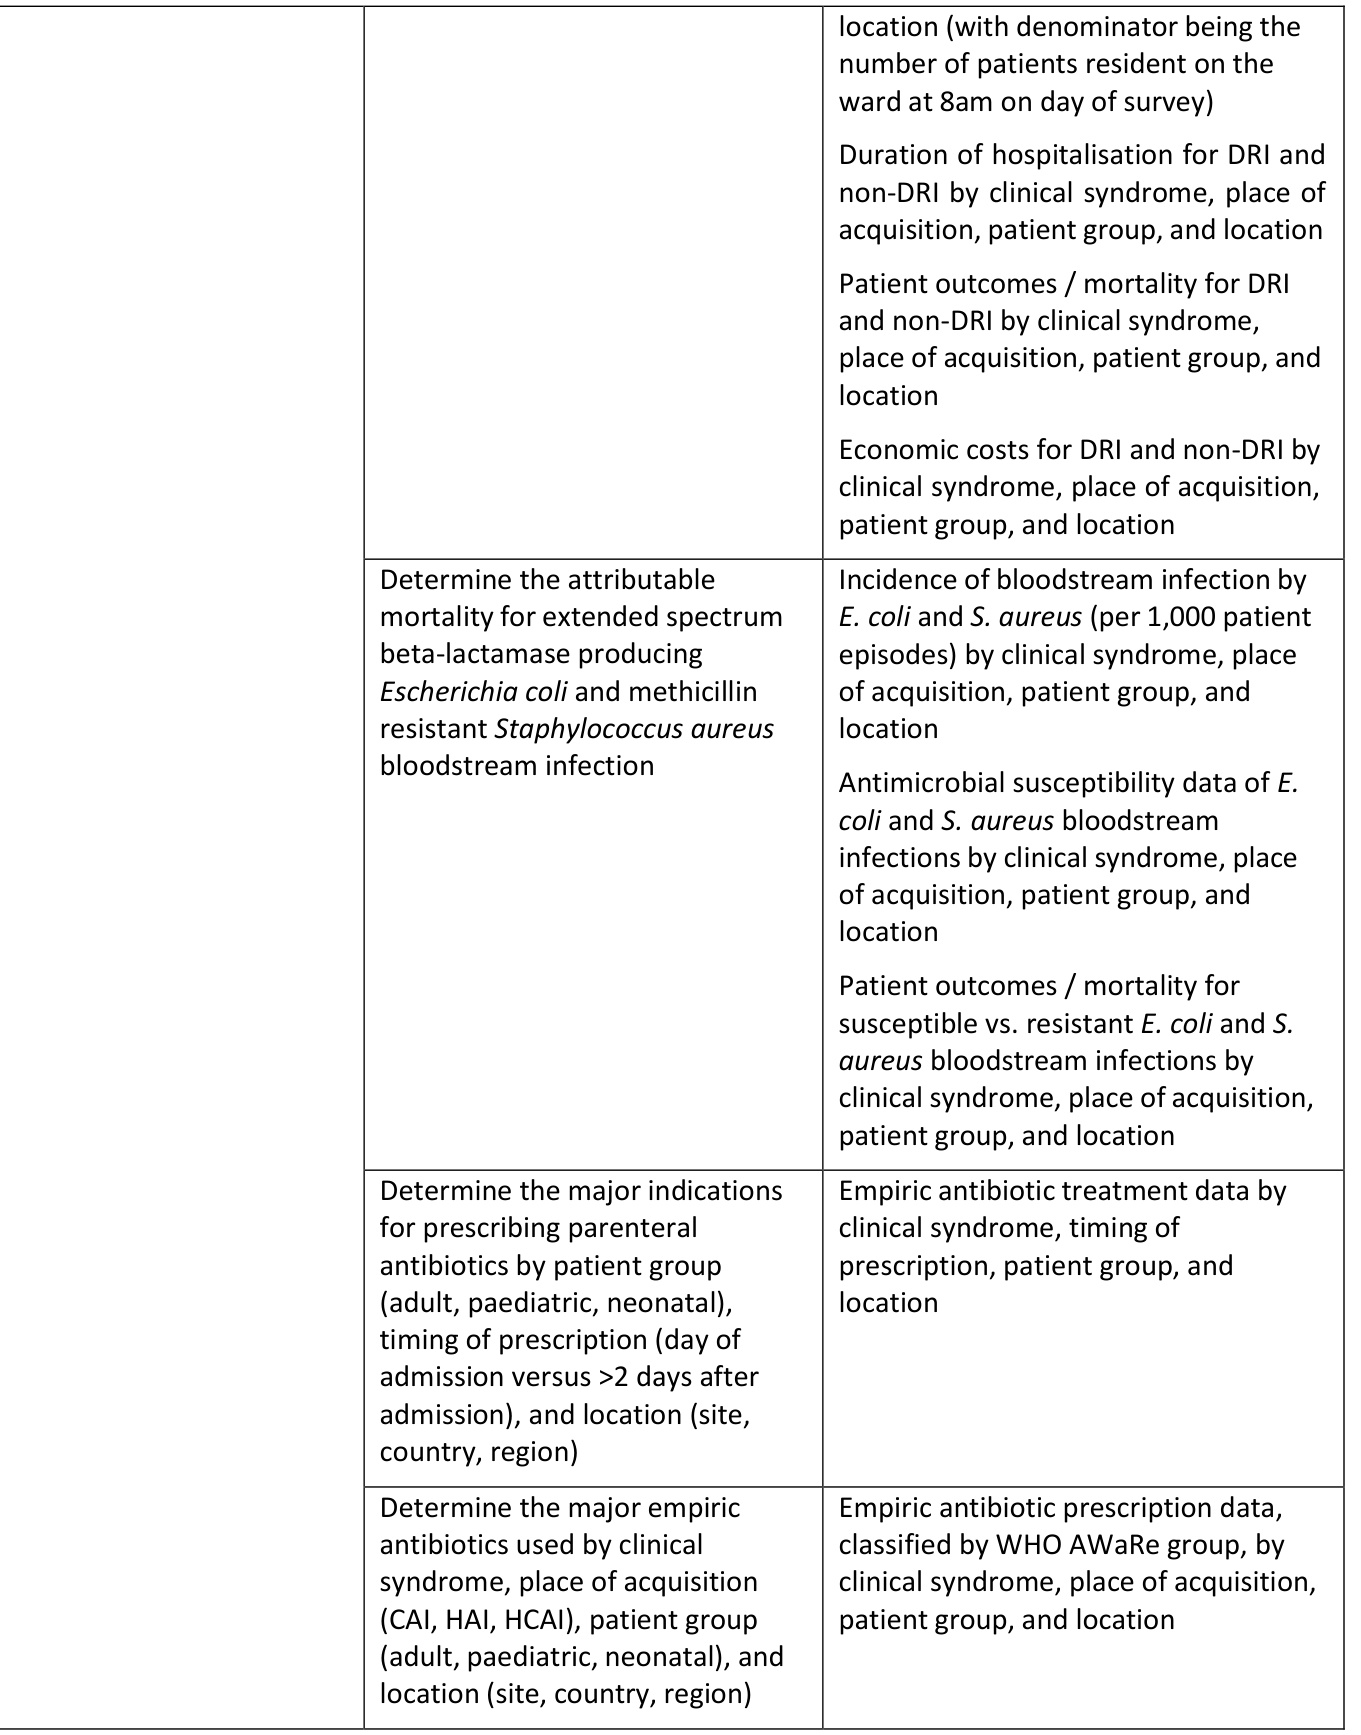 location (with denominator being the
number of patients resident on the
ward at 8am on day of survey)
Duration of hospitalisation for DRI and
non-DRI by clinical syndrome, place of
acquisition, patient group, and location
Patient outcomes / mortality for DRI
and non-DRI by clinical syndrome,
place of acquisition, patient group, and
location
Economic costs for DRI and non-DRI by
clinical syndrome, place of acquisition,
patient group, and location
Determine the attributable
mortality for extended spectrum
beta-lactamase producing
Escherichia coli and methicillin
resistant Staphylococcus aureus
bloodstream infection
Incidence of bloodstream infection by
E. coli and S. aureus (per 1,000 patient
episodes) by clinical syndrome, place
of acquisition, patient group, and
location
Antimicrobial susceptibility data of E.
coli and S. aureus bloodstream
infections by clinical syndrome, place
of acquisition, patient group, and
location
Patient outcomes / mortality for
susceptible vs. resistant E. coli and S.
aureus bloodstream infections by
clinical syndrome, place of acquisition,
patient group, and location
Determine the major indications
for prescribing parenteral
antibiotics by patient group
(adult, paediatric, neonatal),
timing of prescription (day of
admission versus >2 days after
admission), and location (site,
country, region)
Empiric antibiotic treatment data by
clinical syndrome, timing of
prescription, patient group, and
location
Determine the major empiric
antibiotics used by clinical
syndrome, place of acquisition
(CAI, HAI, HCAI), patient group
(adult, paediatric, neonatal), and
location (site, country, region)
Empiric antibiotic prescription data,
classified by WHO AWaRe group, by
clinical syndrome, place of acquisition,
patient group, and location